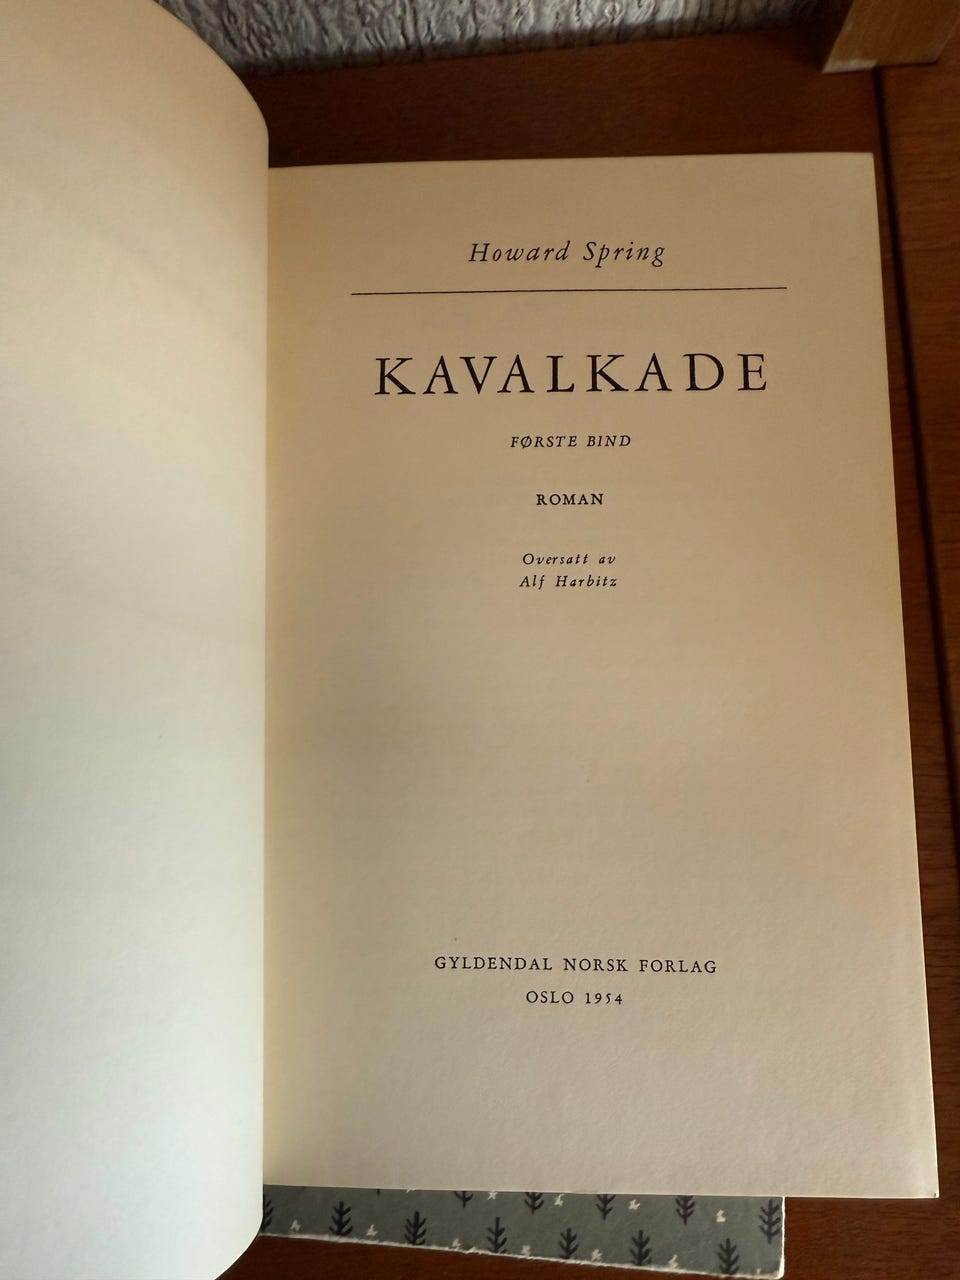 Howard Spring
KAVALKADE
FØRSTE BIND
ROMAN
Oversatt av
Alf Harbitz
GYLDENDAL NORSK FORLAG
OSLO 1954